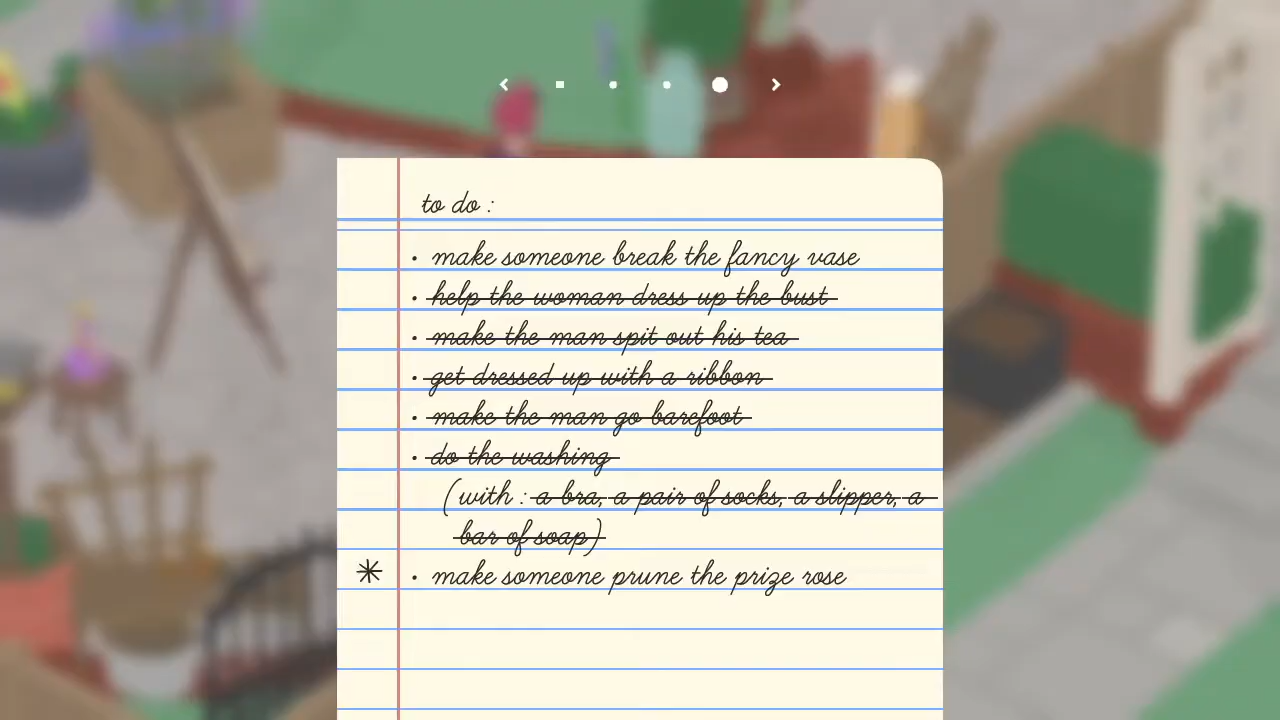 to do :
• make someone break the fancy vase
• help the woman dress up the bust
• make the man spit out his tea
• get dressed up with a ribbon
• make the man go barefoot
• do the washing
(with : a bra, a pair of socks, a slipper, a
bar of soap)
• make someone prune the prize rose